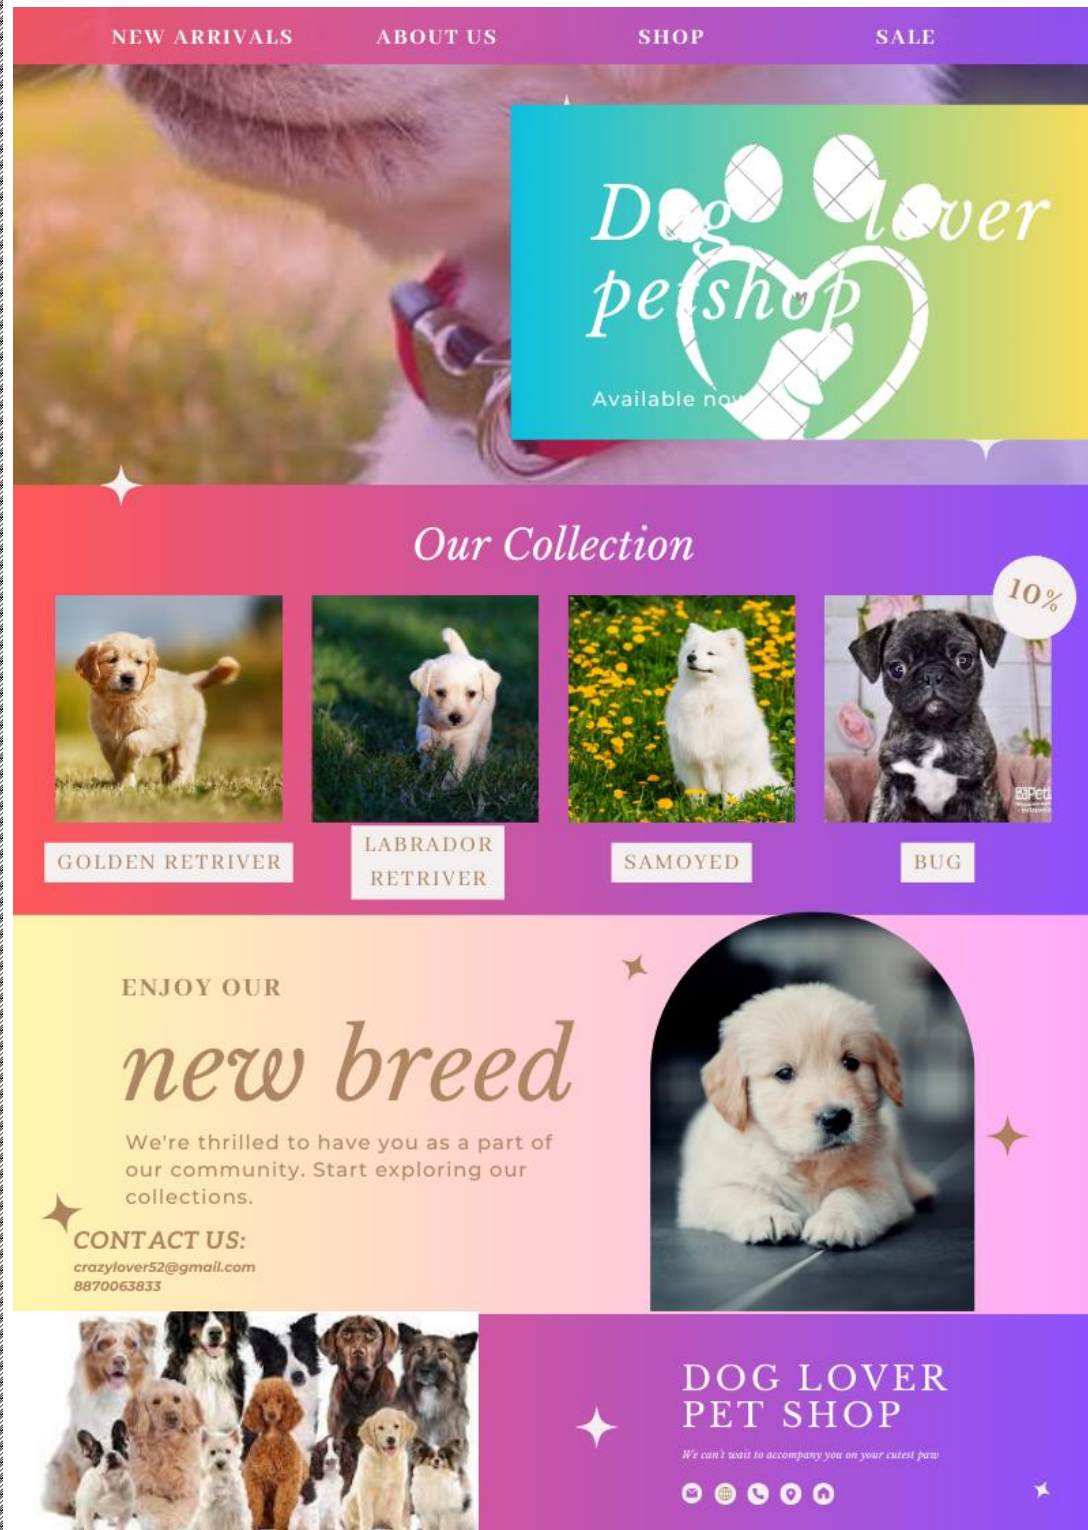 NEW ARRIVALS ABOUT US SHOP SALE
Dog lover
petshop
Available now
Our Collection
10%
GOLDEN RETRIVER
LABRADOR
RETRIVER
SAMOYED
BUG
ENJOY OUR
new breed
We're thrilled to have you as a part of
our community. Start exploring our
collections.
CONTACT US:
crazylover52@gmail.com
8870063833
DOG LOVER
PET SHOP
We can't wait to accompany you on your cutest paw